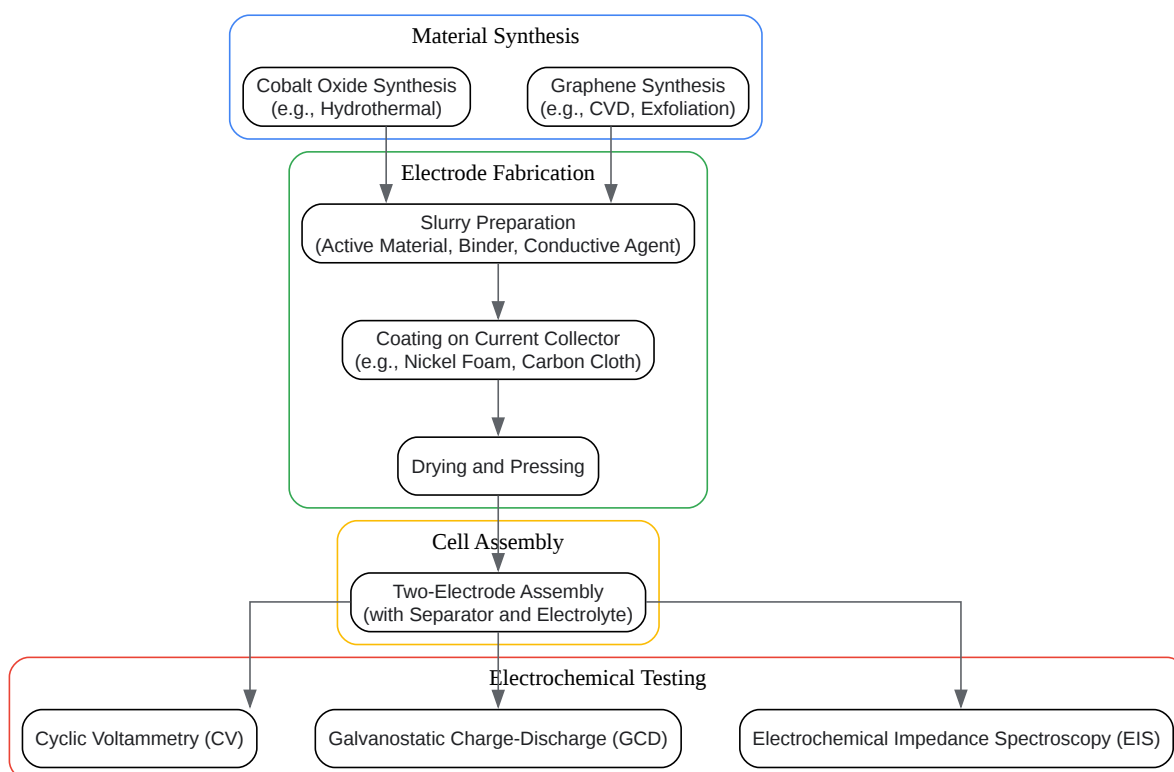 Material Synthesis
Cobalt Oxide Synthesis
(e.g., Hydrothermal)
Graphene Synthesis
(e.g., CVD, Exfoliation)
Electrode Fabrication
Slurry Preparation
(Active Material, Binder, Conductive Agent)
Coating on Current Collector
(e.g., Nickel Foam, Carbon Cloth)
Drying and Pressing
Cell Assembly
Two-Electrode Assembly
(with Separator and Electrolyte)
Electrochemical Testing
Cyclic Voltammetry (CV)
Galvanostatic Charge-Discharge (GCD)
Electrochemical Impedance Spectroscopy (EIS)